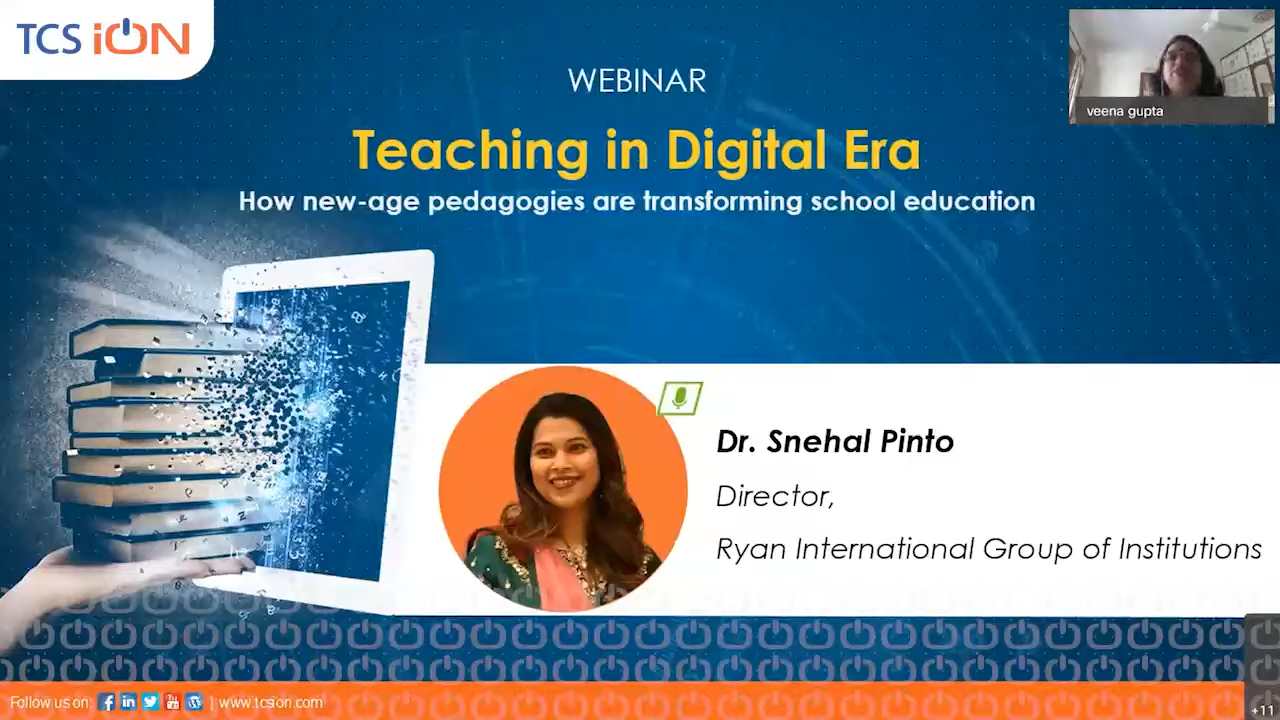 TCS iON
WEBINAR
veena gupta
Teaching in Digital Era
How new-age pedagogies are transforming school education
Dr. Snehal Pinto
Director,
Ryan International Group of Institutions
Follow us on: | www.tcsion.com
+11